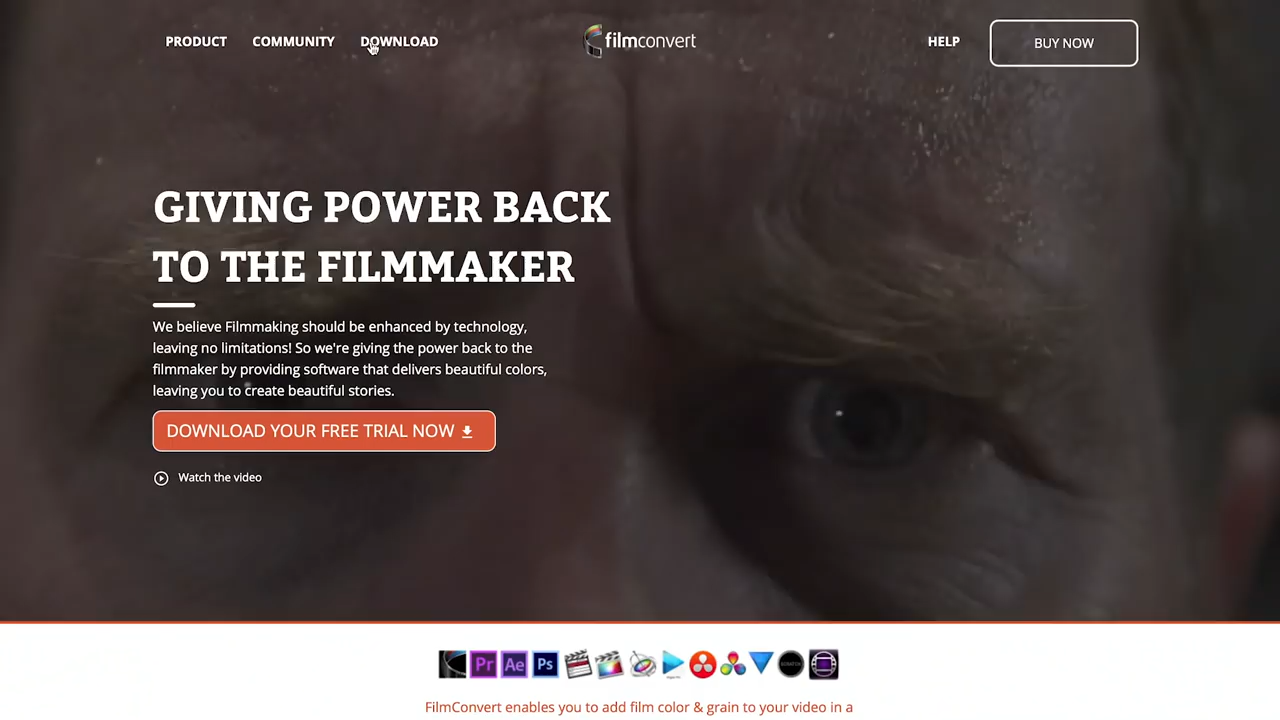 PRODUCT COMMUNITY DOWNLOAD filmconvert HELP BUY NOW
GIVING POWER BACK
TO THE FILMMAKER
We believe Filmmaking should be enhanced by technology,
leaving no limitations! So we're giving the power back to the
filmmaker by providing software that delivers beautiful colors,
leaving you to create beautiful stories.
DOWNLOAD YOUR FREE TRIAL NOW
Watch the video
Pr Ae Ps
FilmConvert enables you to add film color & grain to your video in a